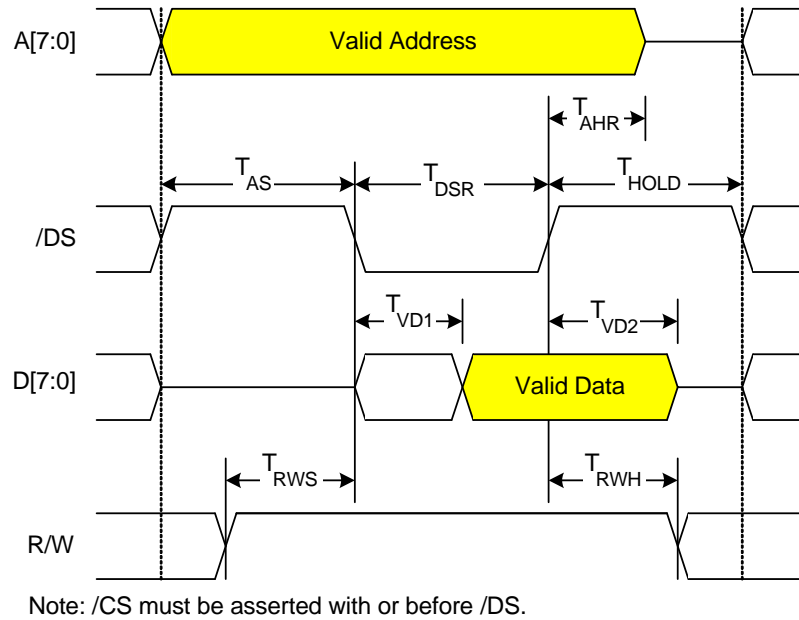 A[7:0]
Valid Address
TAHR
TAS
TDSR
THOLD
/DS
TVD1
TVD2
D[7:0]
Valid Data
TRWS
TRWH
R/W
Note: /CS must be asserted with or before /DS.